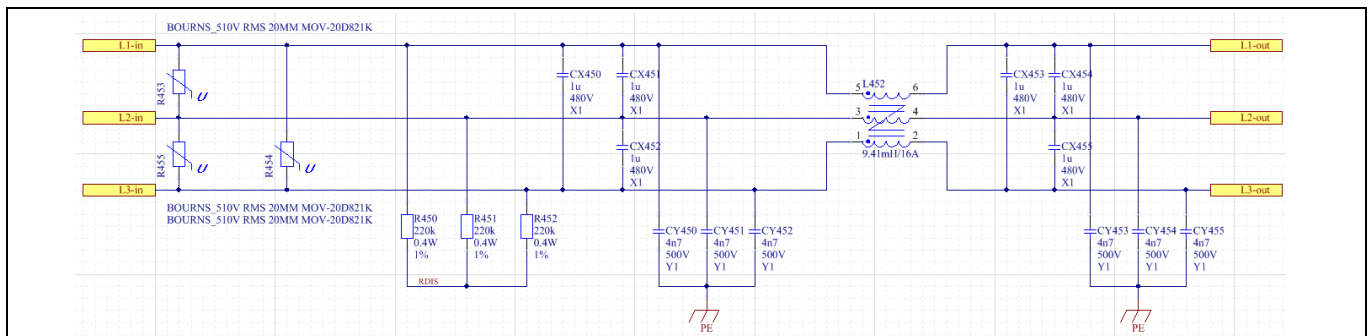 BOURNS_510V RMS 20MM MOV-20D821K
L1-in
L1-out
R453
U
CX450
1u
480V
X1
CX451
1u
480V
X1
L452
5
6
3
4
1
2
9.41mH/16A
CX453
1u
480V
X1
CX454
1u
480V
X1
L2-in
L2-out
R455
U
R454
U
CX452
1u
480V
X1
CX455
1u
480V
X1
L3-in
L3-out
BOURNS_510V RMS 20MM MOV-20D821K
BOURNS_510V RMS 20MM MOV-20D821K
R450
220k
0.4W
1%
R451
220k
0.4W
1%
R452
220k
0.4W
1%
RDIS
CY450
4n7
500V
Y1
CY451
4n7
500V
Y1
CY452
4n7
500V
Y1
PE
CY453
4n7
500V
Y1
CY454
4n7
500V
Y1
CY455
4n7
500V
Y1
PE